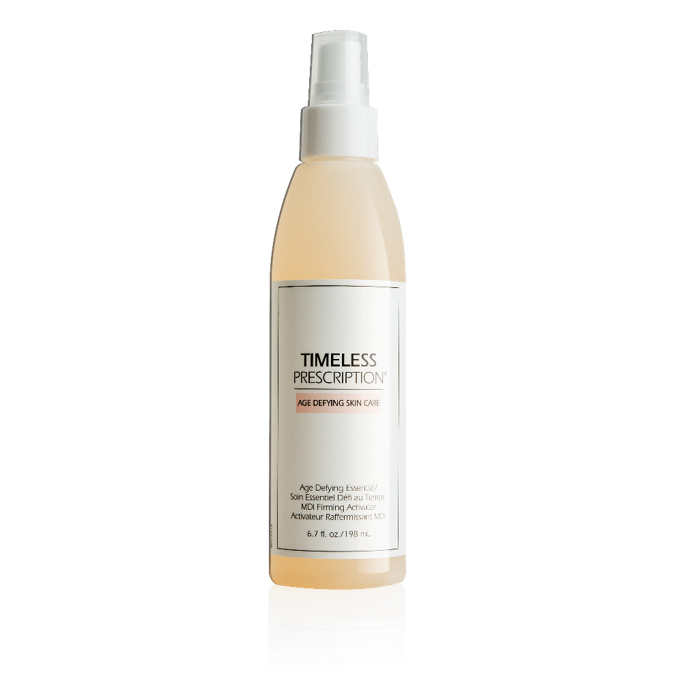 TIMELESS
PRESCRIPTION®
AGE DEFYING SKIN CARE
Age Defying Essential/
Soin Essentiel Défi au Temps
MDI Firming Activator
Activateur Raffermissant MDI
6.7 fl. oz./198 mL